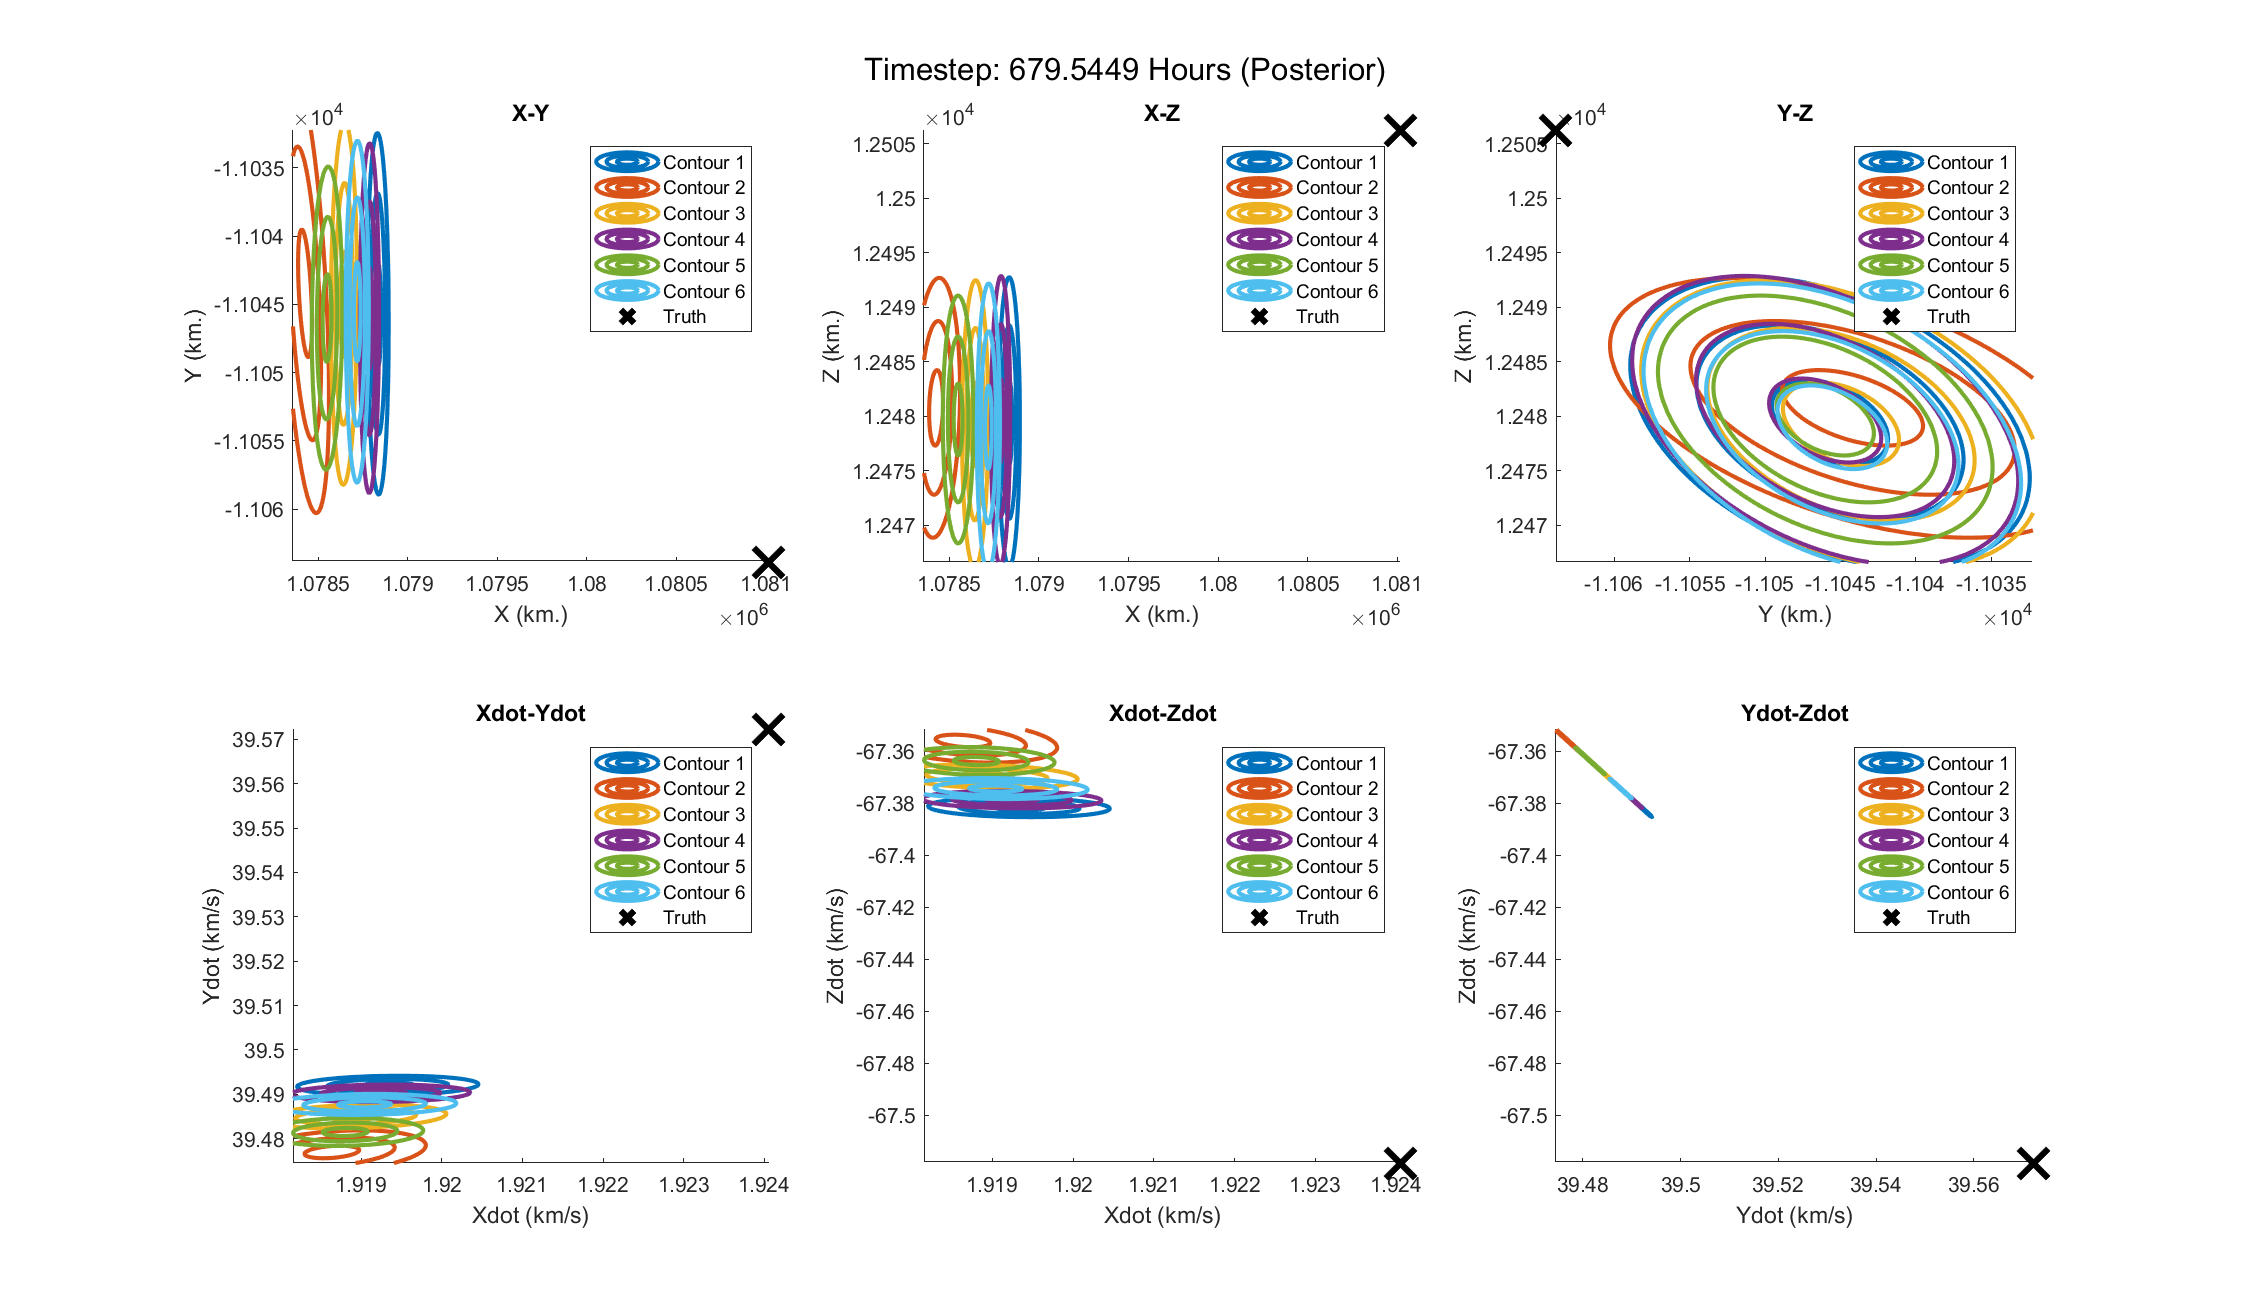 Timestep: 679.5449 Hours (Posterior)
X-Y
×10^4
-1.1035
-1.104
-1.1045
-1.105
-1.1055
-1.106
Y (km.)
1.0785 1.079 1.0795 1.08 1.0805 1.081
X (km.)
×10^6
Contour 1
Contour 2
Contour 3
Contour 4
Contour 5
Contour 6
Truth
X-Z
×10^4
1.2505
1.25
1.2495
1.249
1.2485
1.248
1.2475
1.247
Z (km.)
1.0785 1.079 1.0795 1.08 1.0805 1.081
X (km.)
×10^6
Contour 1
Contour 2
Contour 3
Contour 4
Contour 5
Contour 6
Truth
Y-Z
×10^4
1.2505
1.25
1.2495
1.249
1.2485
1.248
1.2475
1.247
Z (km.)
-1.106 -1.1055 -1.105 -1.1045 -1.104 -1.1035
Y (km.)
×10^4
Contour 1
Contour 2
Contour 3
Contour 4
Contour 5
Contour 6
Truth
Xdot-Ydot
39.57
39.56
39.55
39.54
39.53
39.52
39.51
39.5
39.49
39.48
Ydot (km/s)
1.919 1.92 1.921 1.922 1.923 1.924
Xdot (km/s)
Contour 1
Contour 2
Contour 3
Contour 4
Contour 5
Contour 6
Truth
Xdot-Zdot
-67.36
-67.38
-67.4
-67.42
-67.44
-67.46
-67.48
-67.5
Zdot (km/s)
1.919 1.92 1.921 1.922 1.923 1.924
Xdot (km/s)
Contour 1
Contour 2
Contour 3
Contour 4
Contour 5
Contour 6
Truth
Ydot-Zdot
-67.36
-67.38
-67.4
-67.42
-67.44
-67.46
-67.48
-67.5
Zdot (km/s)
39.48 39.5 39.52 39.54 39.56
Ydot (km/s)
Contour 1
Contour 2
Contour 3
Contour 4
Contour 5
Contour 6
Truth